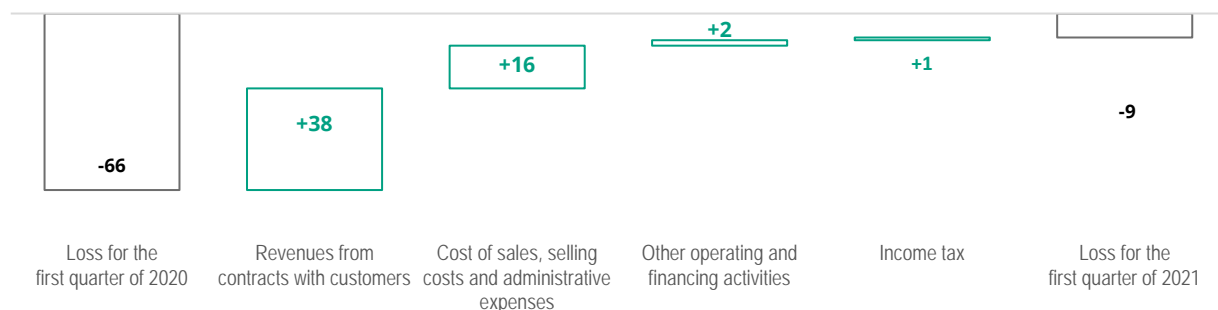 +2
+16
+1
-9
+38
-66
Loss for the
first quarter of 2020
Revenues from
contracts with customers
Cost of sales, selling
costs and administrative
expenses
Other operating and
financing activities
Income tax
Loss for the
first quarter of 2021